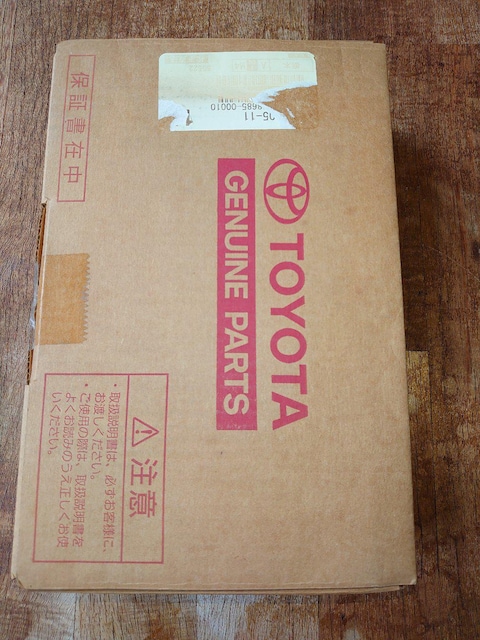 保証書在中
25-11
8685-00010
TOYOTA
GENUINE PARTS
注意
・取扱説明書は、必ずお客様に、
お渡しください。
・ご使用の際は、取扱説明書を
よくお読みのうえ正しくお使
いください。